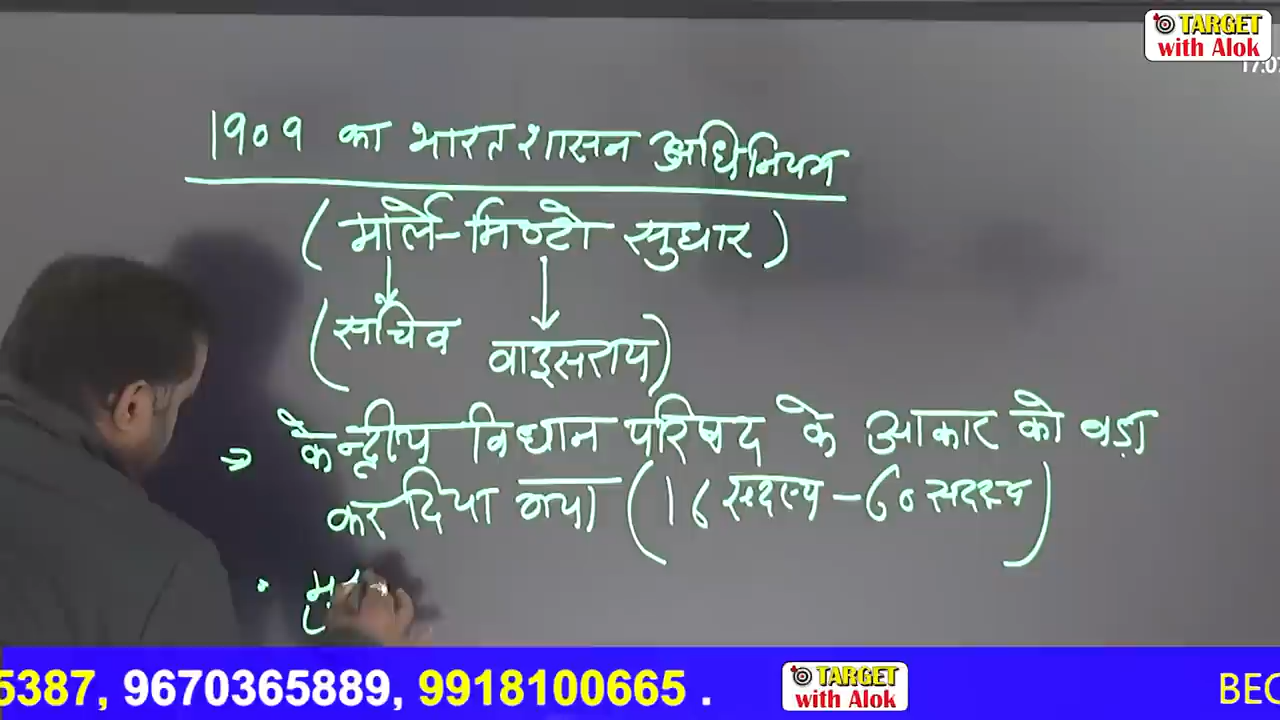 TARGET
with Alok
17:07
1909 का भारत शासन अधिनियम
(मार्ले-मिण्टो सुधार)
(सचिव वाइसराय)
→ केन्द्रीय विधान परिषद के आकार को बड़ा
कर दिया गया (16 सदस्य - 60 सदस्य)
5387, 9670365889, 9918100665 .
TARGET
with Alok
BEC